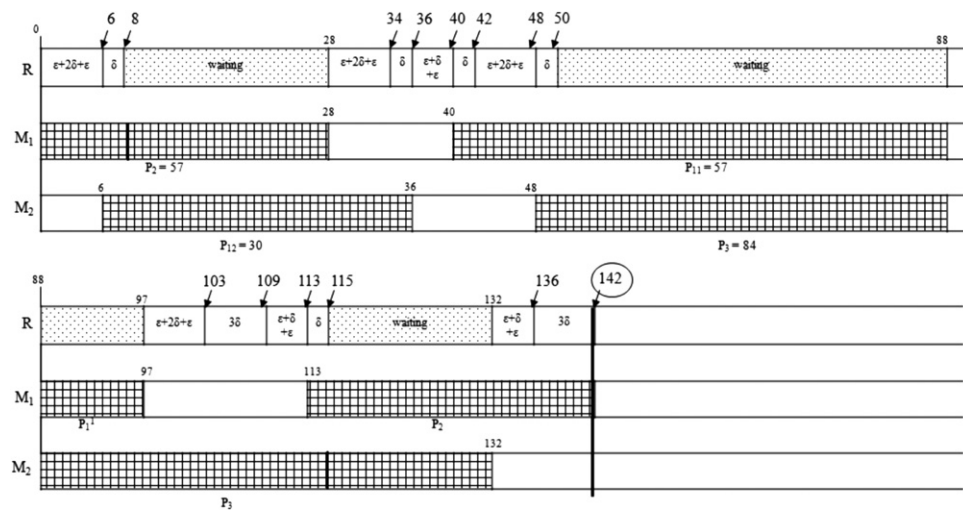 0 6 8 28 34 36 40 42 48 50 88
R ε+2δ+ε δ waiting ε+2δ+ε δ ε+δ+ε δ ε+2δ+ε δ waiting
28 40
M1
P2 = 57 P11 = 57
6 36 48
M2
P12 = 30 P3 = 84
88 97 103 109 113 115 132 136 142
R ε+2δ+ε 3δ ε+δ+ε δ waiting ε+δ+ε 3δ
97 113
M1
P1¹ P2
132
M2
P3